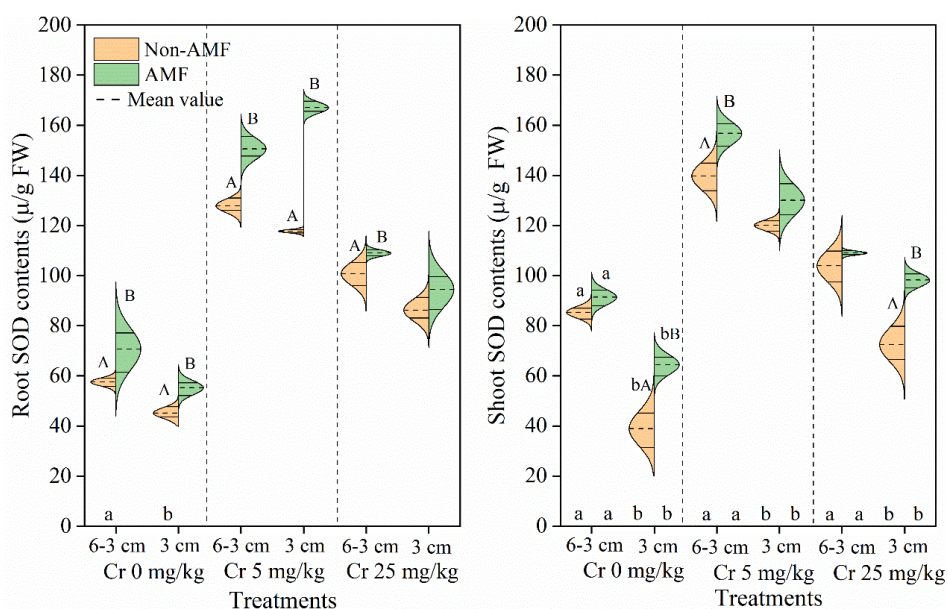 200
180
160
140
120
100
80
60
40
20
0
Root SOD contents (μ/g FW)
Non-AMF
AMF
Mean value
A
B
A
B
A
B
A
B
A
B
a
b
6-3 cm
3 cm
6-3 cm
3 cm
6-3 cm
3 cm
Cr 0 mg/kg
Cr 5 mg/kg
Cr 25 mg/kg
Treatments
200
180
160
140
120
100
80
60
40
20
0
Shoot SOD contents (μ/g FW)
a
a
bA
bB
A
B
A
B
a
a
b
b
a
a
b
b
a
a
b
b
6-3 cm
3 cm
6-3 cm
3 cm
6-3 cm
3 cm
Cr 0 mg/kg
Cr 5 mg/kg
Cr 25 mg/kg
Treatments